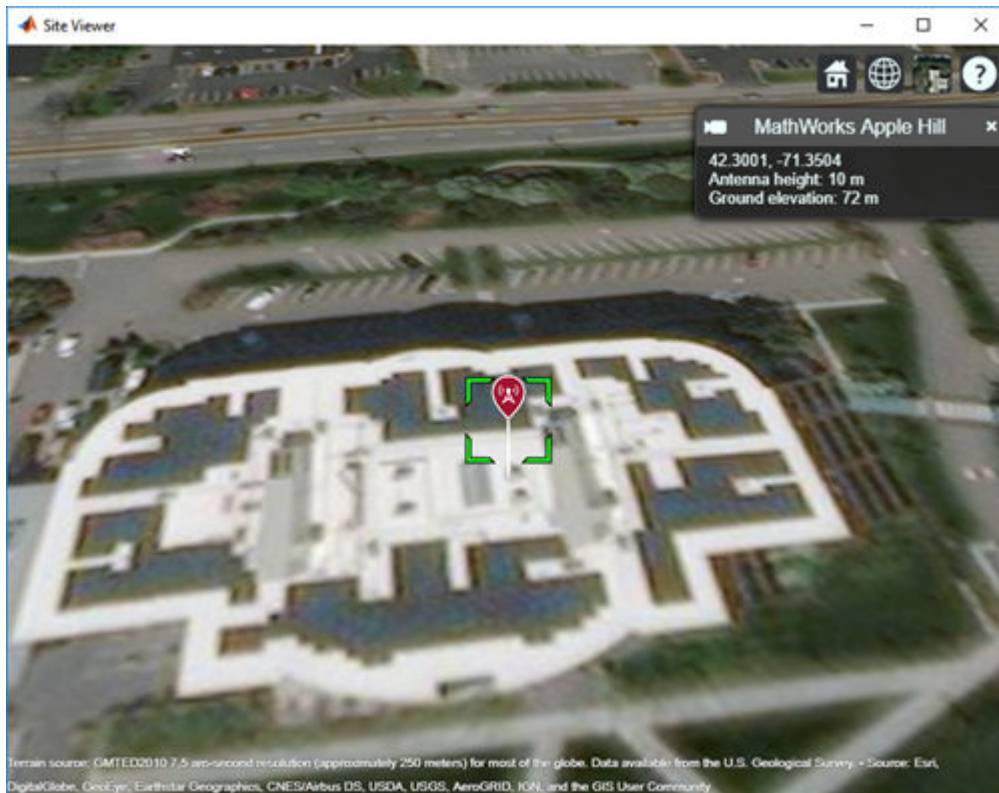 Site Viewer
MathWorks Apple Hill
42.3001, -71.3504
Antenna height: 10 m
Ground elevation: 72 m
Terrain source: GMTED2010 7.5 arc-second resolution (approximately 250 meters) for most of the globe. Data available from the U.S. Geological Survey. • Source: Esri,
DigitalGlobe, GeoEye, Earthstar Geographics, CNES/Airbus DS, USDA, USGS, AeroGRID, IGN, and the GIS User Community